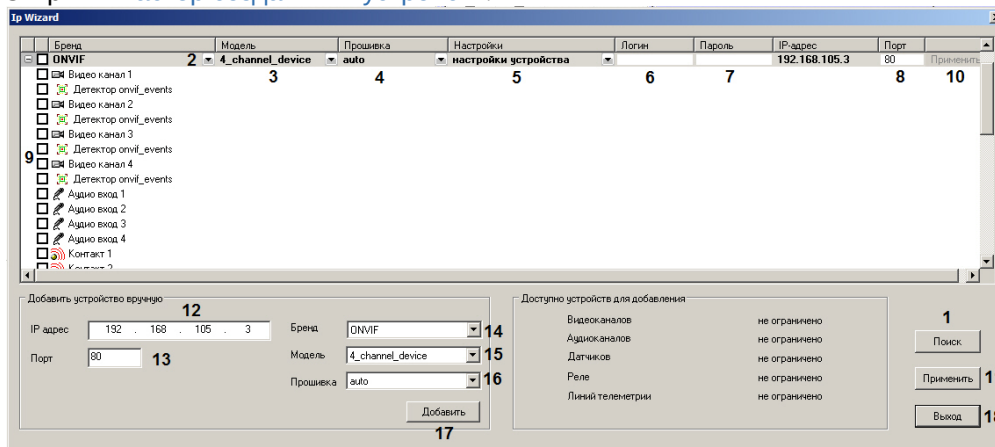 Ip Wizard
Бренд Модель Прошивка Настройки Логин Пароль IP-адрес Порт
ONVIF 2 4_channel_device auto настройки устройства 192.168.105.3 80 Применить
3 4 5 6 7 8 10
Видео канал 1
Детектор onvif_events
Видео канал 2
Детектор onvif_events
Видео канал 3
Детектор onvif_events
9
Видео канал 4
Детектор onvif_events
Аудио вход 1
Аудио вход 2
Аудио вход 3
Аудио вход 4
Контакт 1
Контакт 2
Добавить устройство вручную
12
IP адрес 192 . 168 . 105 . 3
Порт 80 13
Бренд ONVIF 14
Модель 4_channel_device 15
Прошивка auto 16
Добавить
17
Доступно устройств для добавления
Видеоканалов не ограничено
Аудиоканалов не ограничено
Датчиков не ограничено
Реле не ограничено
Линий телеметрии не ограничено
1
Поиск
Применить 1
Выход 18